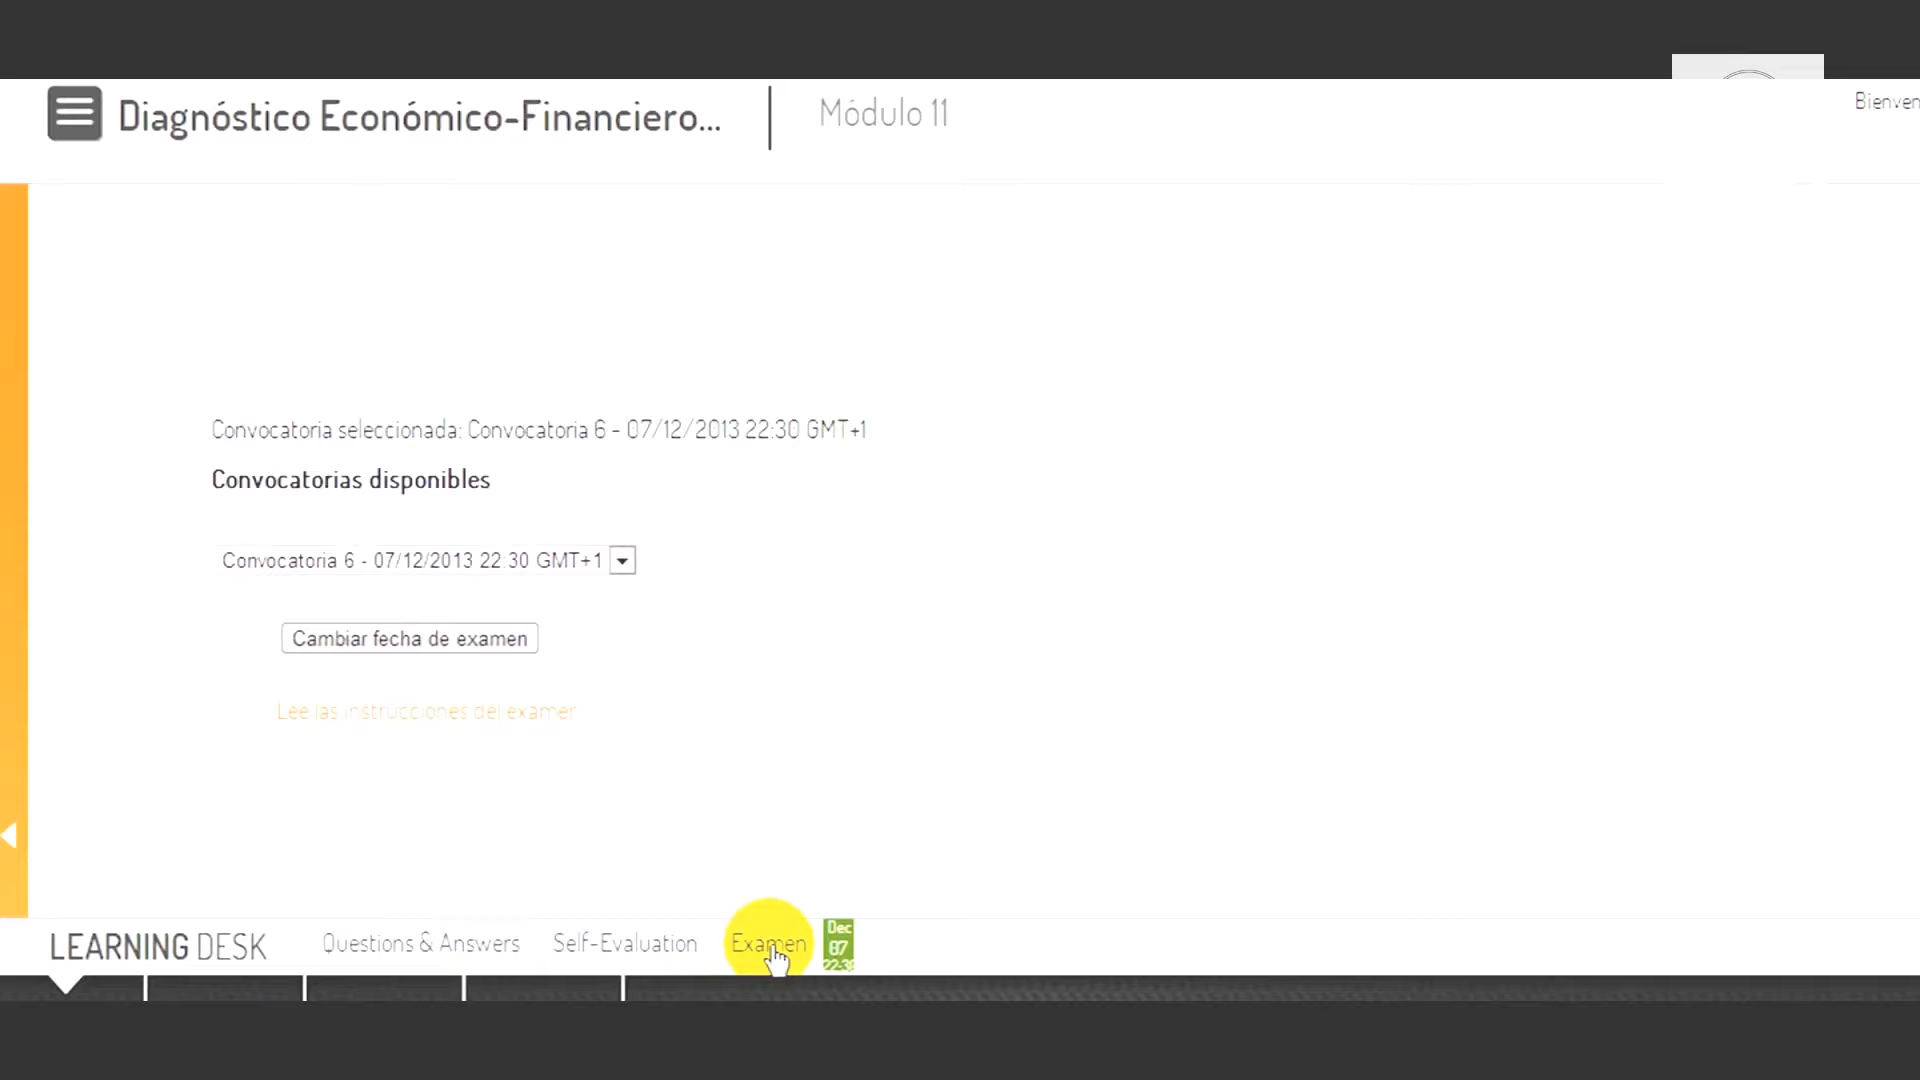 Diagnóstico Económico-Financiero...
Módulo 11
Convocatoria seleccionada: Convocatoria 6 - 07/12/2013 22:30 GMT+1
Convocatorias disponibles
Convocatoria 6 - 07/12/2013 22:30 GMT+1
Cambiar fecha de examen
Lee las instrucciones del examen
LEARNING DESK
Questions & Answers
Self-Evaluation
Examen
Dec
07
22:30